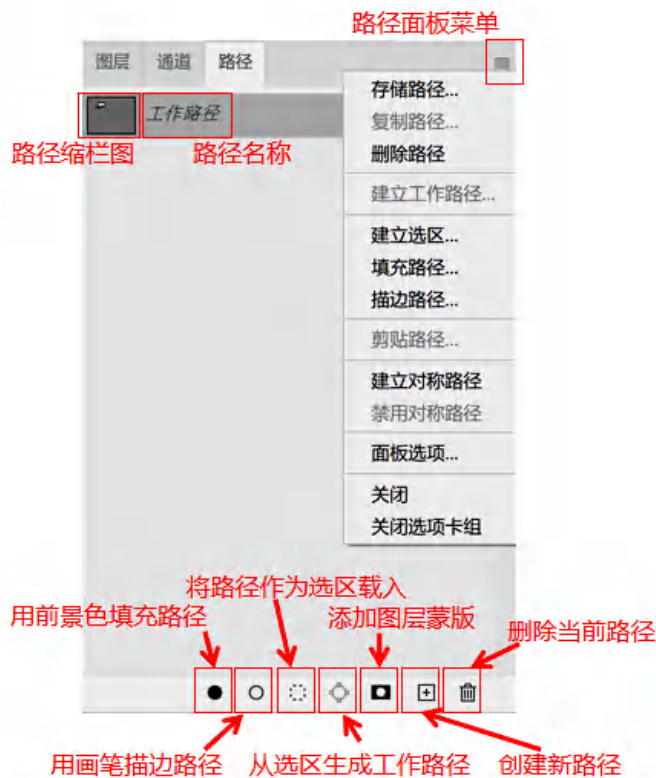 路径面板菜单
图层 通道 路径
存储路径...
工作路径
复制路径...
路径缩栏图 路径名称
删除路径
建立工作路径...
建立选区...
填充路径...
描边路径...
剪贴路径...
建立对称路径
禁用对称路径
面板选项...
关闭
关闭选项卡组
将路径作为选区载入
用前景色填充路径
添加图层蒙版
删除当前路径
用画笔描边路径 从选区生成工作路径 创建新路径